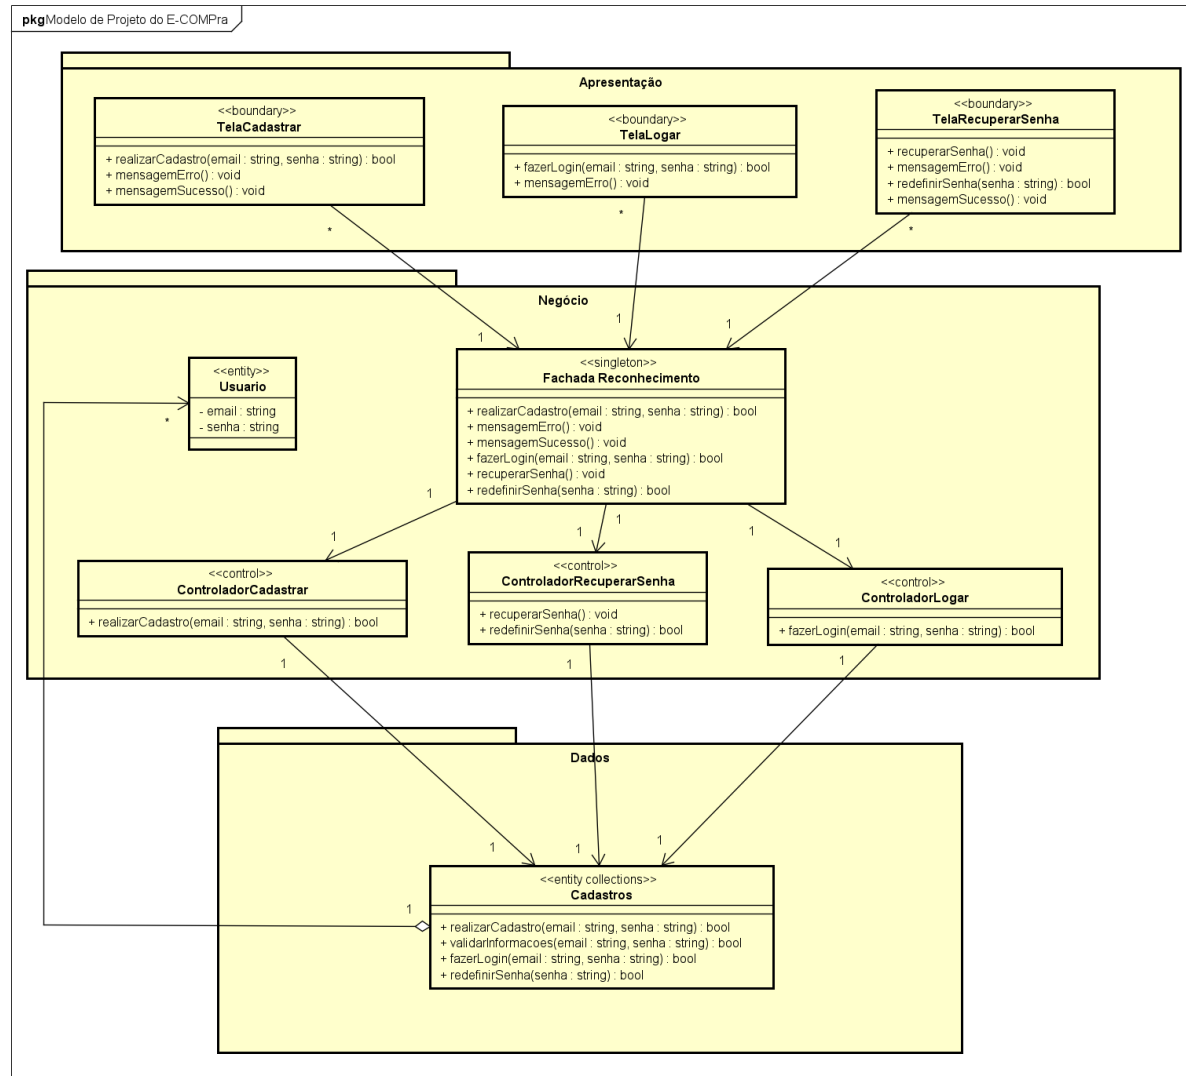 pkg Modelo de Projeto do E-COMPra
Apresentação
<<boundary>>
TelaCadastrar
+ realizarCadastro(email : string, senha : string) : bool
+ mensagemErro() : void
+ mensagemSucesso() : void
<<boundary>>
TelaLogar
+ fazerLogin(email : string, senha : string) : bool
+ mensagemErro() : void
<<boundary>>
TelaRecuperarSenha
+ recuperarSenha() : void
+ mensagemErro() : void
+ redefinirSenha(senha : string) : bool
+ mensagemSucesso() : void
*
*
*
Negócio
1
1
1
<<entity>>
Usuario
- email : string
- senha : string
*
<<singleton>>
Fachada Reconhecimento
+ realizarCadastro(email : string, senha : string) : bool
+ mensagemErro() : void
+ mensagemSucesso() : void
+ fazerLogin(email : string, senha : string) : bool
+ recuperarSenha() : void
+ redefinirSenha(senha : string) : bool
1
1
1
1
1
1
<<control>>
ControladorCadastrar
+ realizarCadastro(email : string, senha : string) : bool
<<control>>
ControladorRecuperarSenha
+ recuperarSenha() : void
+ redefinirSenha(senha : string) : bool
<<control>>
ControladorLogar
+ fazerLogin(email : string, senha : string) : bool
1
1
1
Dados
1
1
1
<<entity collections>>
Cadastros
+ realizarCadastro(email : string, senha : string) : bool
+ validarInformacoes(email : string, senha : string) : bool
+ fazerLogin(email : string, senha : string) : bool
+ redefinirSenha(senha : string) : bool
1